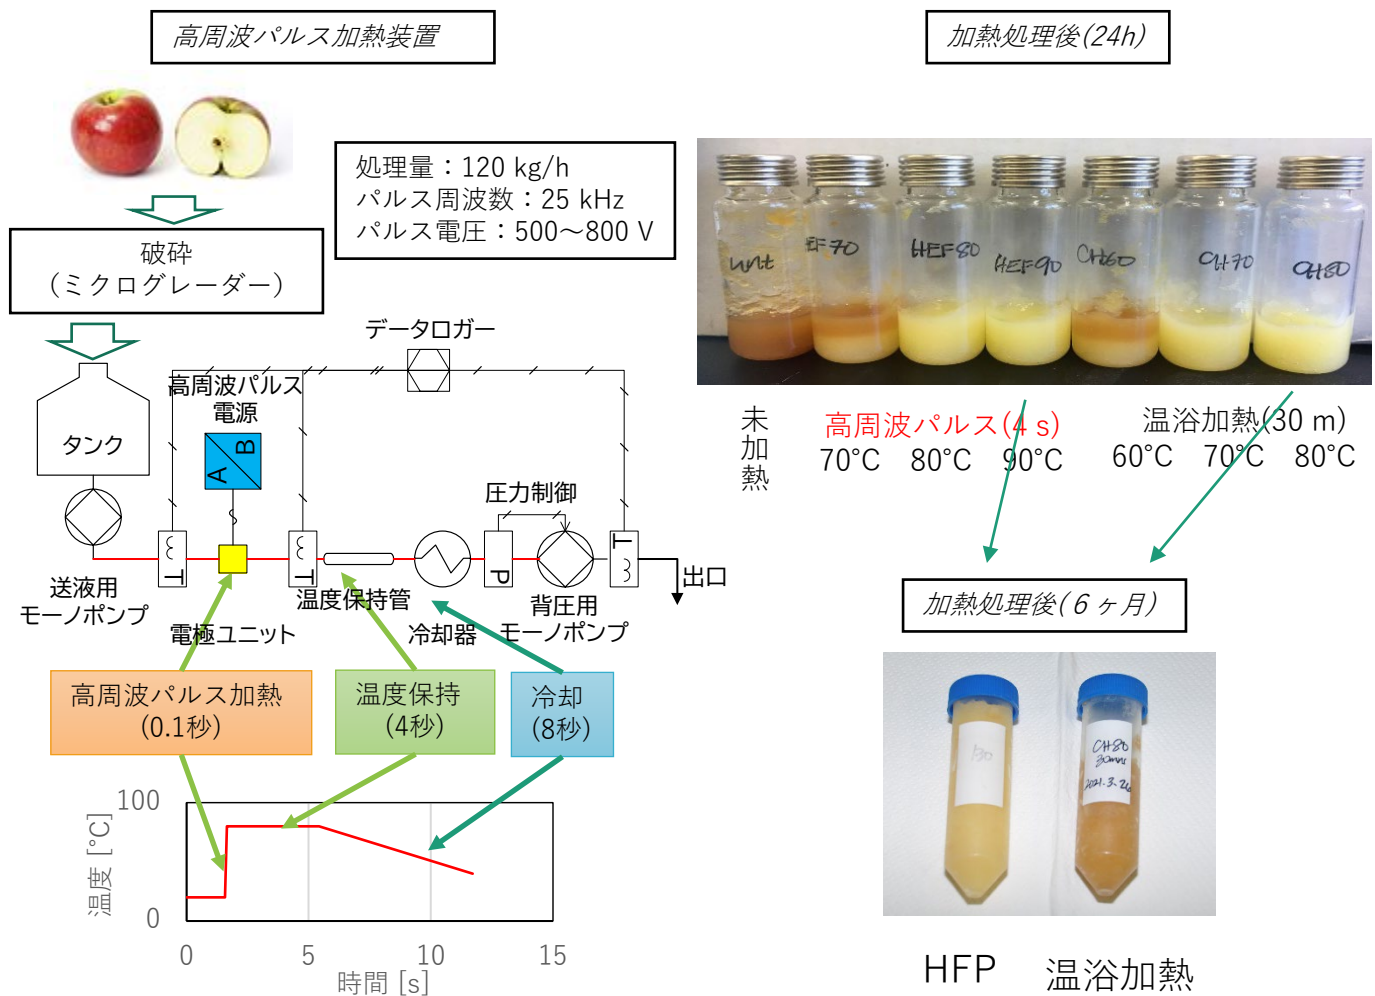 高周波パルス加熱装置
加熱処理後(24h)
処理量：120 kg/h
パルス周波数：25 kHz
パルス電圧：500～800 V
破砕
（ミクログレーダー）
データロガー
高周波パルス
電源
タンク
A
B
圧力制御
T
T
P
T
送液用
モーノポンプ
電極ユニット
温度保持管
冷却器
背圧用
モーノポンプ
出口
高周波パルス加熱
(0.1秒)
温度保持
(4秒)
冷却
(8秒)
温度 [°C]
100
0
0
5
10
15
時間 [s]
unt
EF70
HEF80
HEF90
CH60
CH70
CH80
未加熱
高周波パルス(4 s)
70°C
80°C
90°C
温浴加熱(30 m)
60°C
70°C
80°C
加熱処理後(６ヶ月)
CH80
30mins
2021.3.26
HFP
温浴加熱